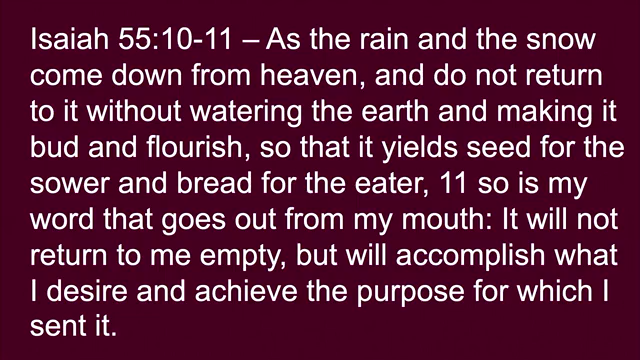 Isaiah 55:10-11 – As the rain and the snow
come down from heaven, and do not return
to it without watering the earth and making it
bud and flourish, so that it yields seed for the
sower and bread for the eater, 11 so is my
word that goes out from my mouth: It will not
return to me empty, but will accomplish what
I desire and achieve the purpose for which I
sent it.